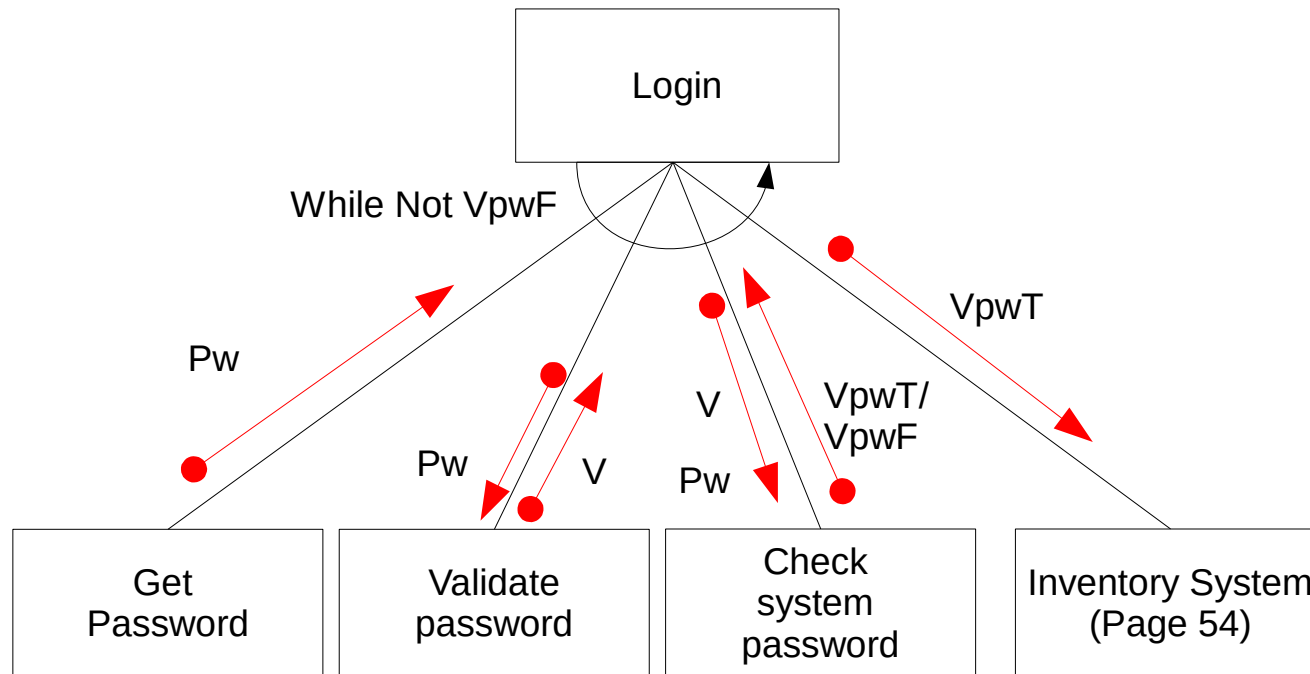 Login
While Not VpwF
VpwT
Pw
V
VpwT/
VpwF
Pw
V
Pw
Get
Password
Validate
password
Check
system
password
Inventory System
(Page 54)